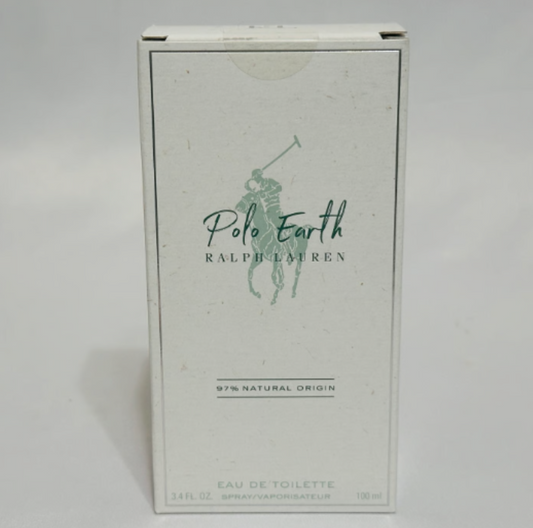 Polo Earth
RALPH LAUREN
97% NATURAL ORIGIN
EAU DE TOILETTE
3.4 FL. OZ. SPRAY/VAPORISATEUR 100 ml